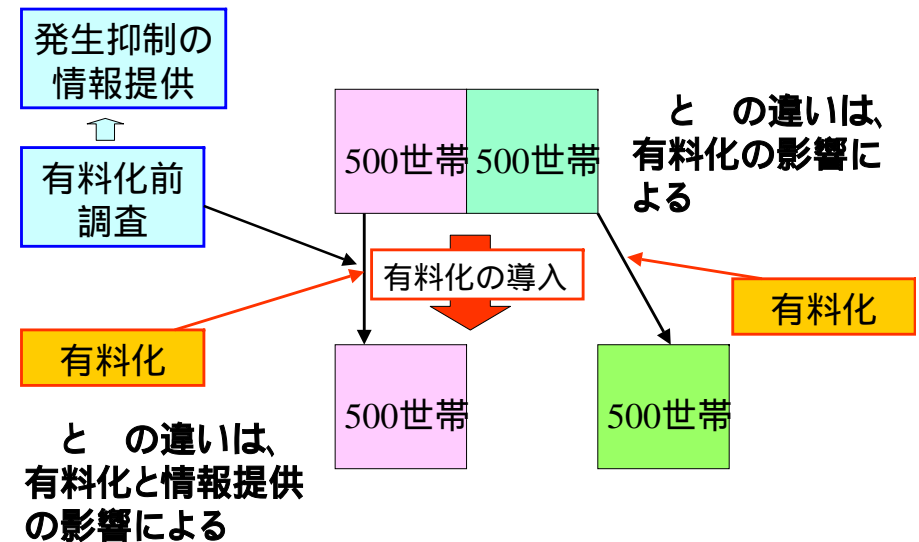 発生抑制の
情報提供
有料化前
調査
500世帯
500世帯
と　の違いは、
有料化の影響に
よる
有料化の導入
有料化
有料化
500世帯
500世帯
と　の違いは、
有料化と情報提供
の影響による